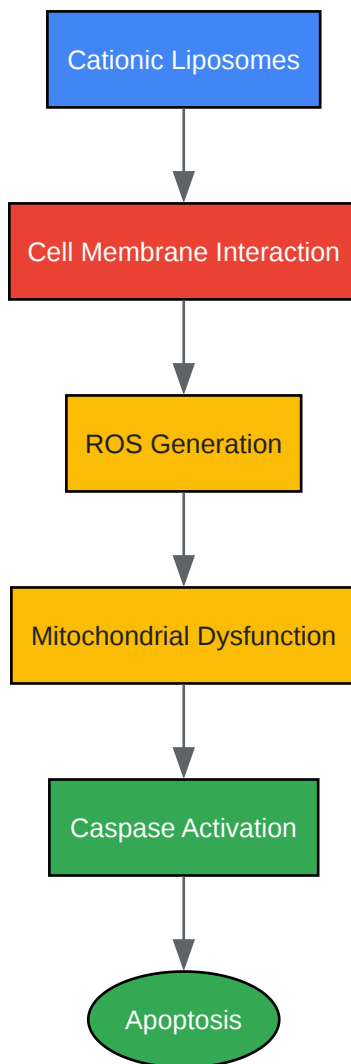 Cationic Liposomes
Cell Membrane Interaction
ROS Generation
Mitochondrial Dysfunction
Caspase Activation
Apoptosis